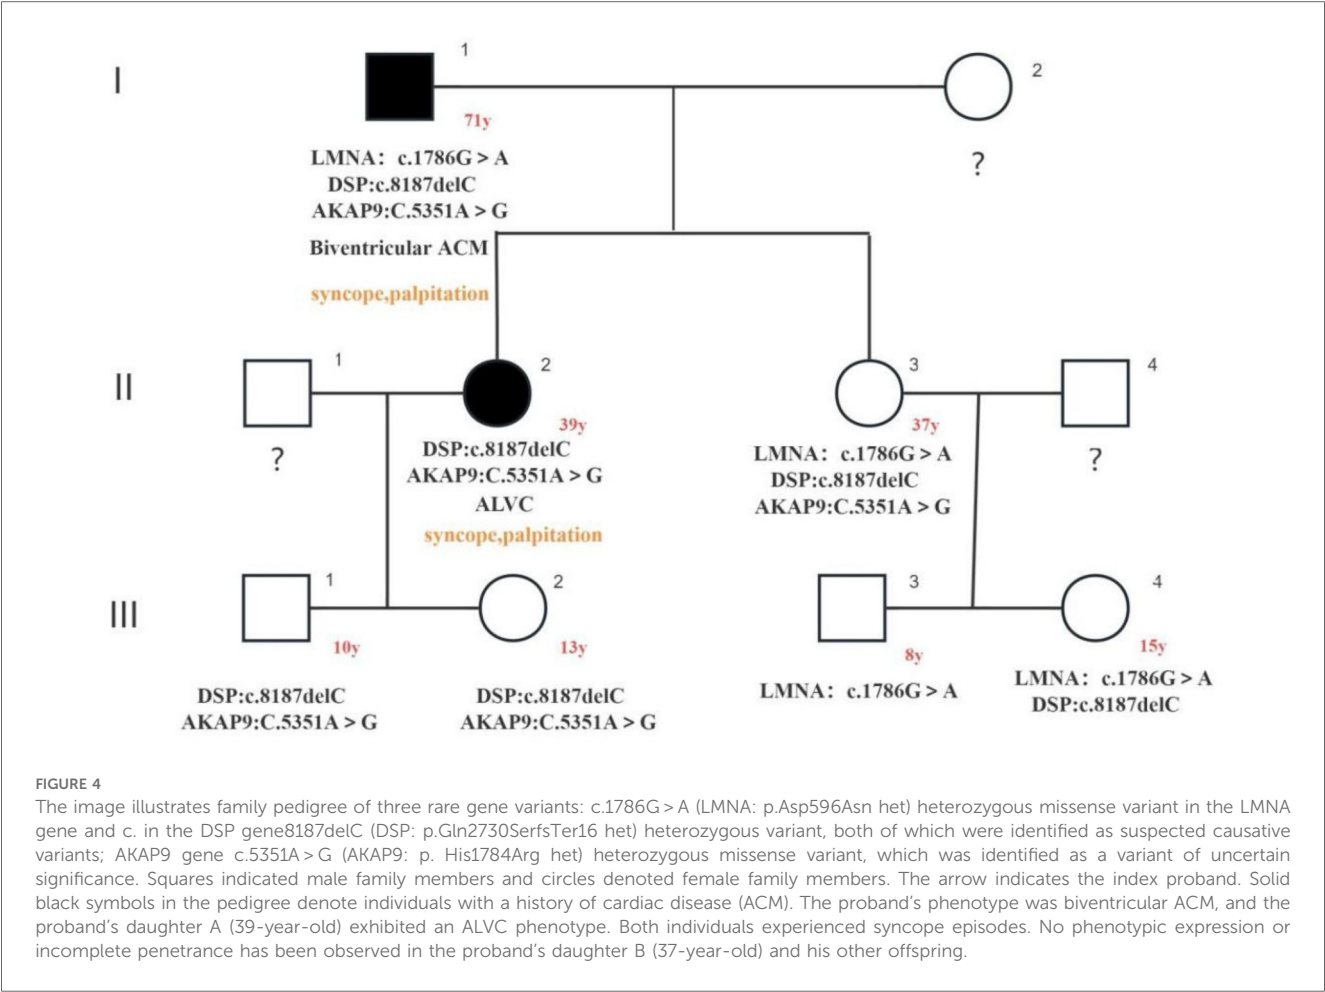 I
1
2
71y
LMNA: c.1786G > A
DSP:c.8187delC
AKAP9:C.5351A > G
Biventricular ACM
syncope,palpitation
?
II
1
2
3
4
39y
37y
?
DSP:c.8187delC
AKAP9:C.5351A > G
ALVC
syncope,palpitation
LMNA: c.1786G > A
DSP:c.8187delC
AKAP9:C.5351A > G
?
III
1
2
3
4
10y
13y
8y
15y
DSP:c.8187delC
AKAP9:C.5351A > G
DSP:c.8187delC
AKAP9:C.5351A > G
LMNA: c.1786G > A
LMNA: c.1786G > A
DSP:c.8187delC
FIGURE 4
The image illustrates family pedigree of three rare gene variants: c.1786G > A (LMNA: p.Asp596Asn het) heterozygous missense variant in the LMNA
gene and c. in the DSP gene8187delC (DSP: p.Gln2730SerfsTer16 het) heterozygous variant, both of which were identified as suspected causative
variants; AKAP9 gene c.5351A > G (AKAP9: p. His1784Arg het) heterozygous missense variant, which was identified as a variant of uncertain
significance. Squares indicated male family members and circles denoted female family members. The arrow indicates the index proband. Solid
black symbols in the pedigree denote individuals with a history of cardiac disease (ACM). The proband's phenotype was biventricular ACM, and the
proband's daughter A (39-year-old) exhibited an ALVC phenotype. Both individuals experienced syncope episodes. No phenotypic expression or
incomplete penetrance has been observed in the proband's daughter B (37-year-old) and his other offspring.